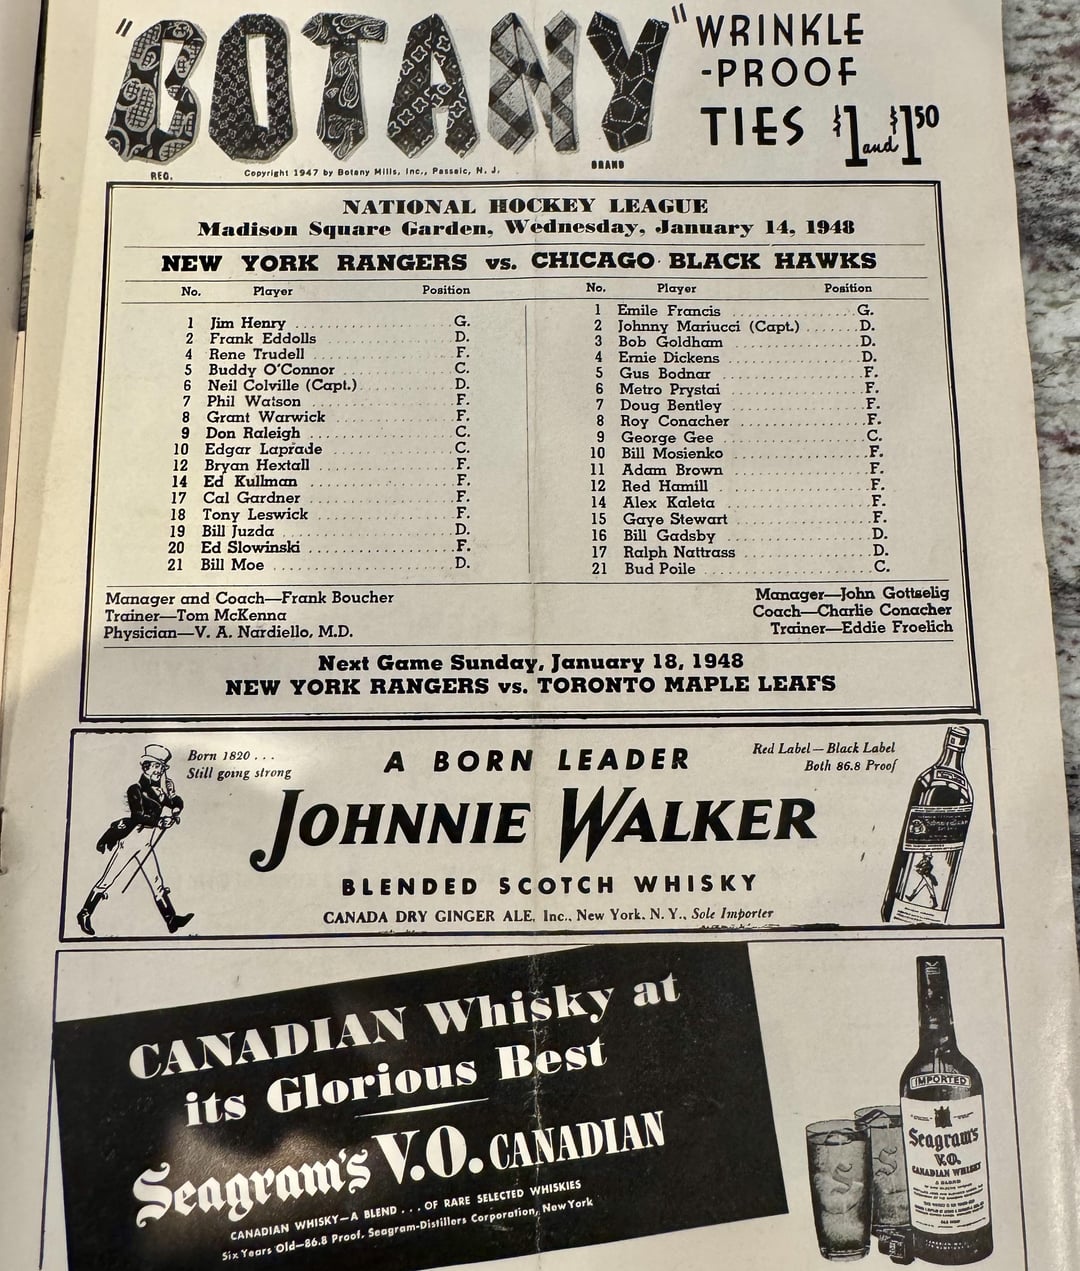 "BOTANY"
WRINKLE
-PROOF
TIES $1 and $1.50
REG.
Copyright 1947 by Botany Mills, Inc., Passaic, N. J.
BRAND
NATIONAL HOCKEY LEAGUE
Madison Square Garden, Wednesday, January 14, 1948
NEW YORK RANGERS vs. CHICAGO BLACK HAWKS
No. Player Position
1 Jim Henry G.
2 Frank Eddolls D.
4 Rene Trudell F.
5 Buddy O'Connor C.
6 Neil Colville (Capt.) D.
7 Phil Watson F.
8 Grant Warwick F.
9 Don Raleigh C.
10 Edgar Laprade C.
12 Bryan Hextall F.
14 Ed Kullman F.
17 Cal Gardner F.
18 Tony Leswick F.
19 Bill Juzda D.
20 Ed Slowinski F.
21 Bill Moe D.
No. Player Position
1 Emile Francis G.
2 Johnny Mariucci (Capt.) D.
3 Bob Goldham D.
4 Ernie Dickens D.
5 Gus Bodnar F.
6 Metro Prystai F.
7 Doug Bentley F.
8 Roy Conacher F.
9 George Gee C.
10 Bill Mosienko F.
11 Adam Brown F.
12 Red Hamill F.
14 Alex Kaleta F.
15 Gaye Stewart F.
16 Bill Gadsby D.
17 Ralph Nattrass D.
21 Bud Poile C.
Manager and Coach—Frank Boucher
Trainer—Tom McKenna
Physician—V. A. Nardiello, M.D.
Manager—John Gottselig
Coach—Charlie Conacher
Trainer—Eddie Froelich
Next Game Sunday, January 18, 1948
NEW YORK RANGERS vs. TORONTO MAPLE LEAFS
Born 1820 . . .
Still going strong
A BORN LEADER
Red Label—Black Label
Both 86.8 Proof
JOHNNIE WALKER
BLENDED SCOTCH WHISKY
CANADA DRY GINGER ALE, Inc., New York, N. Y., Sole Importer
CANADIAN Whisky at
its Glorious Best
Seagram's V.O. CANADIAN
CANADIAN WHISKY—A BLEND . . . OF RARE SELECTED WHISKIES
Six Years Old—86.8 Proof. Seagram-Distillers Corporation, New York
IMPORTED
Seagram's
V.O.
CANADIAN WHISKY
A BLEND